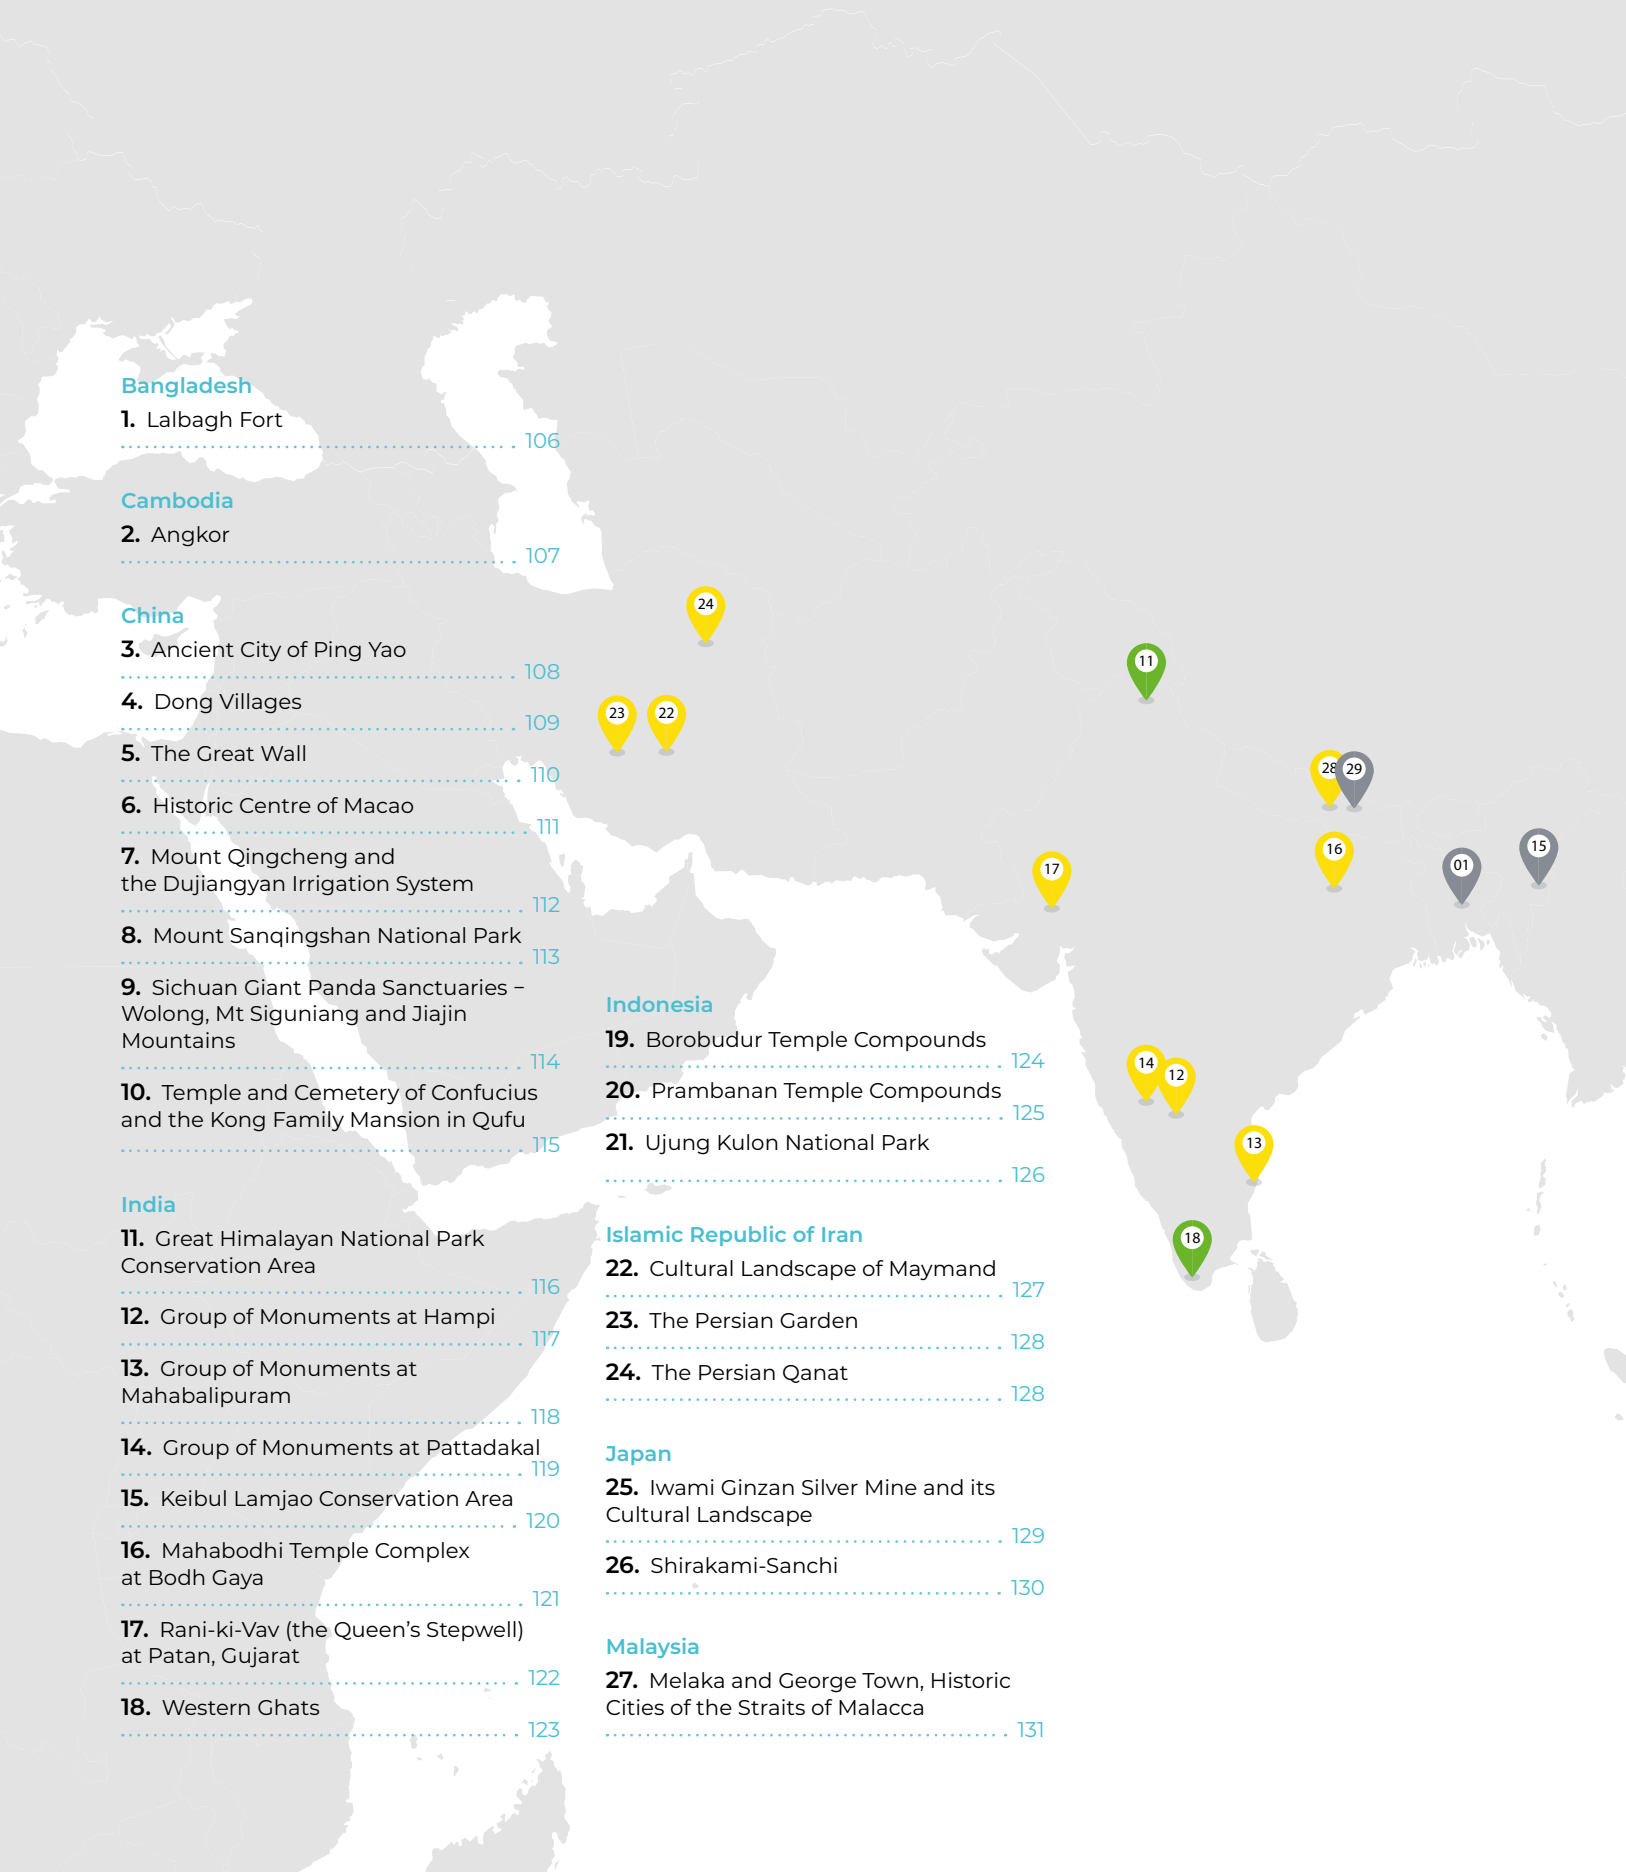 Bangladesh
1. Lalbagh Fort
106
Cambodia
2. Angkor
107
China
3. Ancient City of Ping Yao
108
4. Dong Villages
109
5. The Great Wall
110
6. Historic Centre of Macao
111
7. Mount Qingcheng and
the Dujiangyan Irrigation System
112
8. Mount Sanqingshan National Park
113
9. Sichuan Giant Panda Sanctuaries –
Wolong, Mt Siguniang and Jiajin
Mountains
114
10. Temple and Cemetery of Confucius
and the Kong Family Mansion in Qufu
115
India
11. Great Himalayan National Park
Conservation Area
116
12. Group of Monuments at Hampi
117
13. Group of Monuments at
Mahabalipuram
118
14. Group of Monuments at Pattadakal
119
15. Keibul Lamjao Conservation Area
120
16. Mahabodhi Temple Complex
at Bodh Gaya
121
17. Rani-ki-Vav (the Queen’s Stepwell)
at Patan, Gujarat
122
18. Western Ghats
123
Indonesia
19. Borobudur Temple Compounds
124
20. Prambanan Temple Compounds
125
21. Ujung Kulon National Park
126
Islamic Republic of Iran
22. Cultural Landscape of Maymand
127
23. The Persian Garden
128
24. The Persian Qanat
128
Japan
25. Iwami Ginzan Silver Mine and its
Cultural Landscape
129
26. Shirakami-Sanchi
130
Malaysia
27. Melaka and George Town, Historic
Cities of the Straits of Malacca
131
24
11
23
22
28
29
16
15
01
17
14
12
13
18